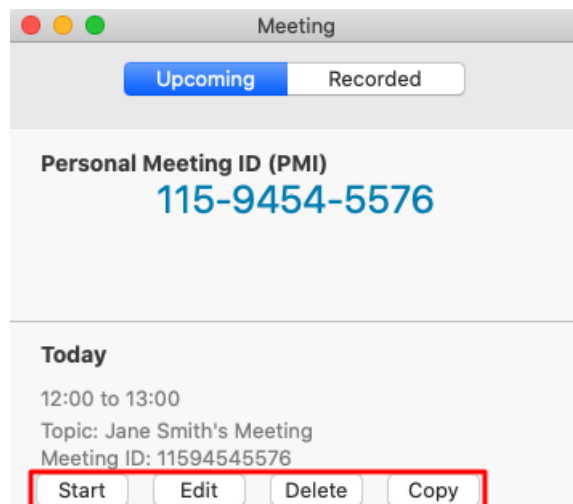 Meeting
Upcoming Recorded
Personal Meeting ID (PMI)
115-9454-5576
Today
12:00 to 13:00
Topic: Jane Smith's Meeting
Meeting ID: 11594545576
Start Edit Delete Copy